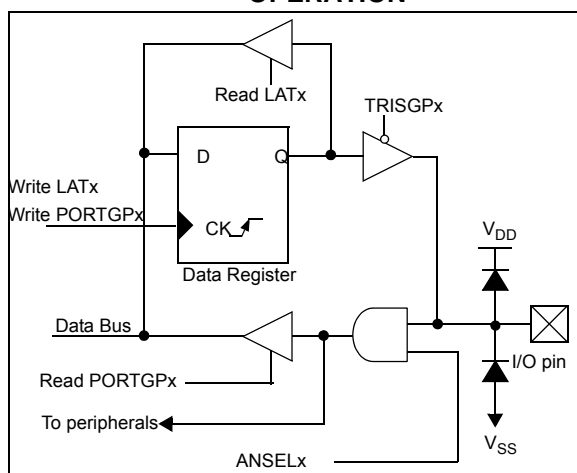 OPERATION
Read LATx
TRISGPx
D Q
Write LATx
Write PORTGPx
CK
Data Register
VDD
Data Bus
I/O pin
Read PORTGPx
To peripherals
VSS
ANSELx